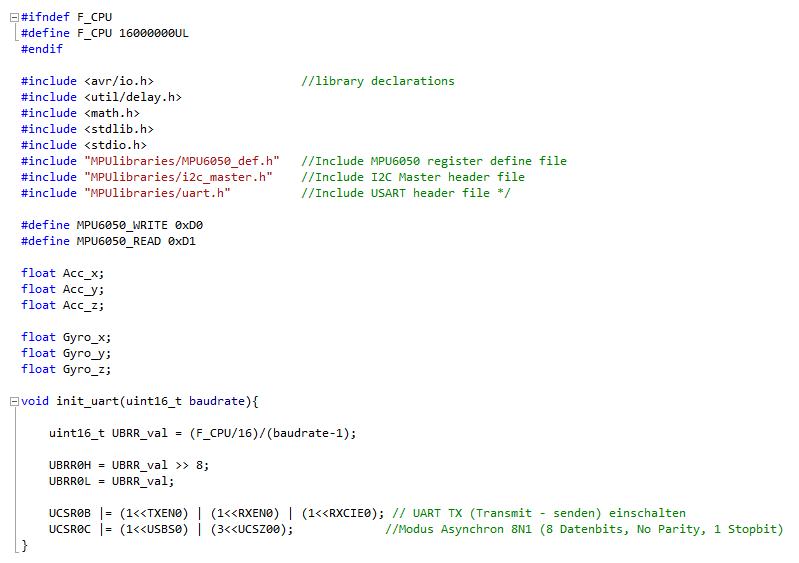 #ifndef F_CPU
#define F_CPU 16000000UL
#endif

#include <avr/io.h>                     //library declarations
#include <util/delay.h>
#include <math.h>
#include <stdlib.h>
#include <stdio.h>
#include "MPUlibraries/MPU6050_def.h"   //Include MPU6050 register define file
#include "MPUlibraries/i2c_master.h"    //Include I2C Master header file
#include "MPUlibraries/uart.h"          //Include USART header file */

#define MPU6050_WRITE 0xD0
#define MPU6050_READ 0xD1

float Acc_x;
float Acc_y;
float Acc_z;

float Gyro_x;
float Gyro_y;
float Gyro_z;

void init_uart(uint16_t baudrate){

    uint16_t UBRR_val = (F_CPU/16)/(baudrate-1);

    UBRR0H = UBRR_val >> 8;
    UBRR0L = UBRR_val;

    UCSR0B |= (1<<TXEN0) | (1<<RXEN0) | (1<<RXCIE0); // UART TX (Transmit - senden) einschalten
    UCSR0C |= (1<<USBS0) | (3<<UCSZ00);             //Modus Asynchron 8N1 (8 Datenbits, No Parity, 1 Stopbit)
}